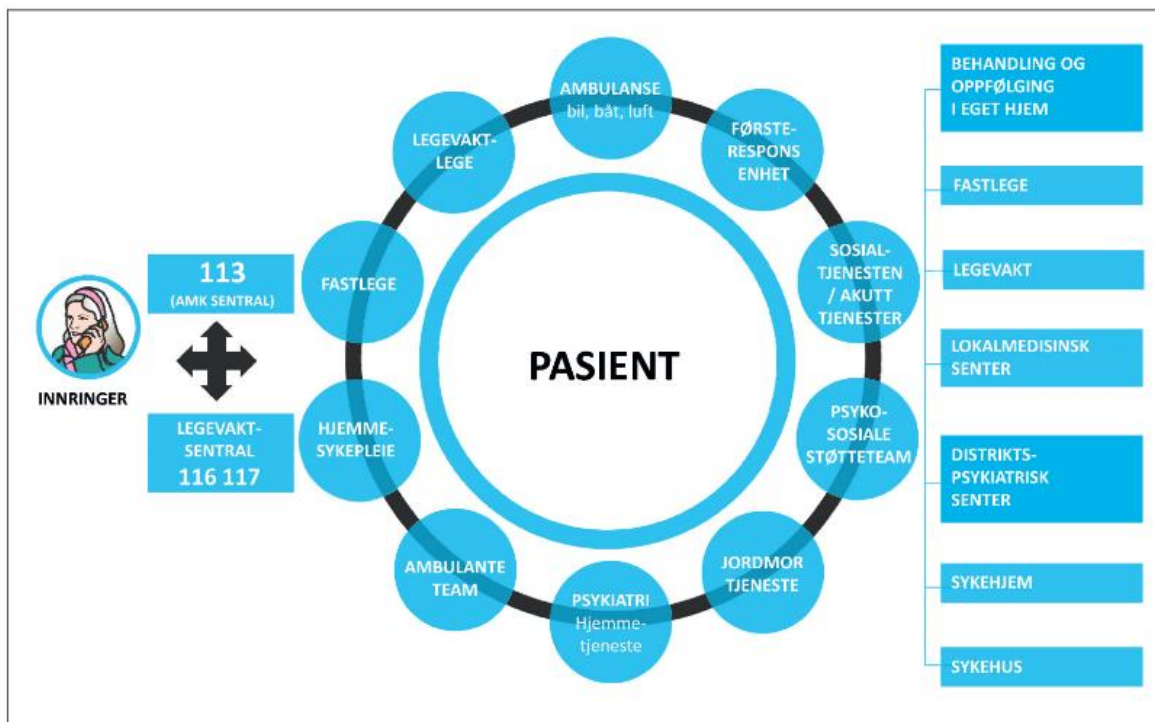 INNRINGER
113
(AMK SENTRAL)
LEGEVAKT-
SENTRAL
116 117
AMBULANSE
bil, båt, luft
FØRSTE-
RESPONS
ENHET
SOSIAL-
TJENESTEN
/ AKUTT
TJENESTER
PSYKO-
SOSIALE
STØTTETEAM
JORDMOR
TJENESTE
PSYKIATRI
Hjemme-
tjeneste
AMBULANTE
TEAM
HJEMME-
SYKEPLEIE
FASTLEGE
LEGEVAKT-
LEGE
PASIENT
BEHANDLING OG
OPPFØLGING
I EGET HJEM
FASTLEGE
LEGEVAKT
LOKALMEDISINSK
SENTER
DISTRIKTS-
PSYKIATRISK
SENTER
SYKEHJEM
SYKEHUS